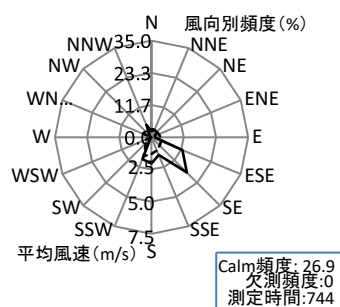 N 風向別頻度(%)
35.0
NNW NNE
NW NE
23.3
WN... ENE
11.7
W 0.0 E
WSW ESE
2.5
SW SE
5.0
SSW SSE
平均風速(m/s)
7.5
S
Calm頻度: 26.9
欠測頻度:0
測定時間:744